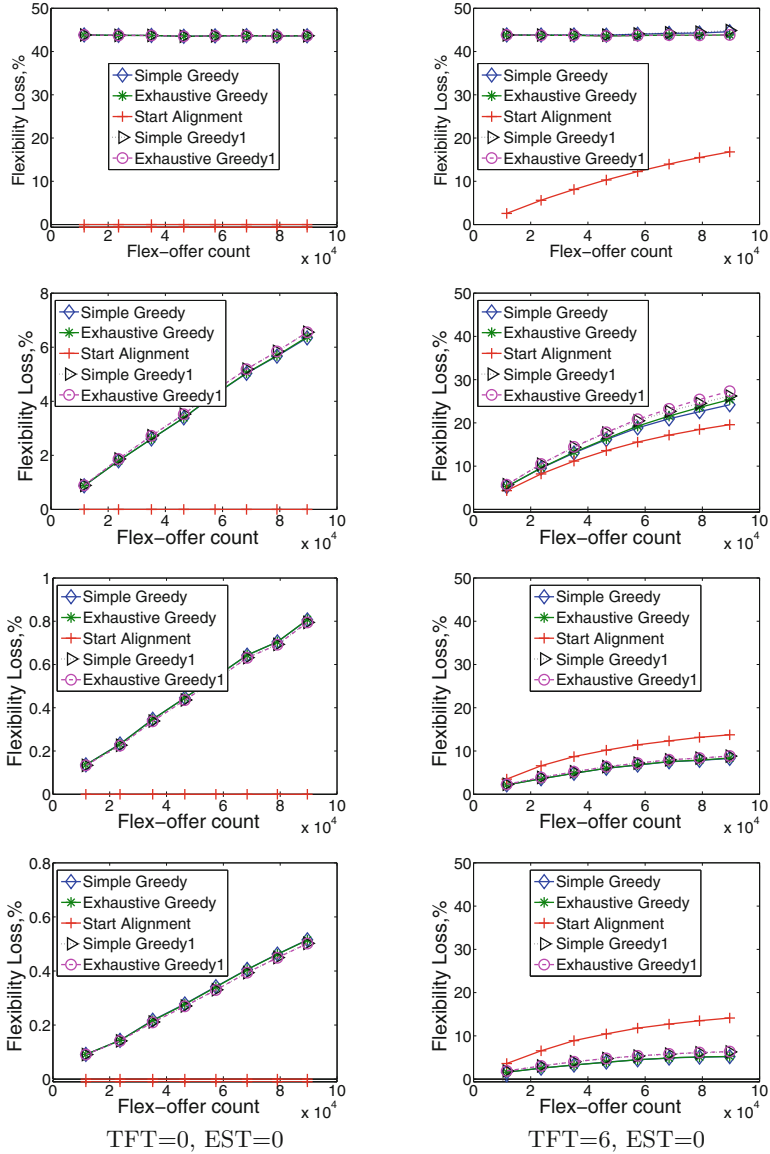 50
40
30
20
10
0
Flexibility Loss,%
Simple Greedy
Exhaustive Greedy
Start Alignment
Simple Greedy1
Exhaustive Greedy1
0 2 4 6 8 10
Flex-offer count
x 10^4
50
40
30
20
10
0
Flexibility Loss,%
Simple Greedy
Exhaustive Greedy
Start Alignment
Simple Greedy1
Exhaustive Greedy1
0 2 4 6 8 10
Flex-offer count
x 10^4
8
6
4
2
0
Flexibility Loss,%
Simple Greedy
Exhaustive Greedy
Start Alignment
Simple Greedy1
Exhaustive Greedy1
0 2 4 6 8 10
Flex-offer count
x 10^4
50
40
30
20
10
0
Flexibility Loss,%
Simple Greedy
Exhaustive Greedy
Start Alignment
Simple Greedy1
Exhaustive Greedy1
0 2 4 6 8 10
Flex-offer count
x 10^4
1
0.8
0.6
0.4
0.2
0
Flexibility Loss,%
Simple Greedy
Exhaustive Greedy
Start Alignment
Simple Greedy1
Exhaustive Greedy1
0 2 4 6 8 10
Flex-offer count
x 10^4
50
40
30
20
10
0
Flexibility Loss,%
Simple Greedy
Exhaustive Greedy
Start Alignment
Simple Greedy1
Exhaustive Greedy1
0 2 4 6 8 10
Flex-offer count
x 10^4
0.8
0.6
0.4
0.2
0
Flexibility Loss,%
Simple Greedy
Exhaustive Greedy
Start Alignment
Simple Greedy1
Exhaustive Greedy1
0 2 4 6 8 10
Flex-offer count
x 10^4
TFT=0, EST=0
50
40
30
20
10
0
Flexibility Loss,%
Simple Greedy
Exhaustive Greedy
Start Alignment
Simple Greedy1
Exhaustive Greedy1
0 2 4 6 8 10
Flex-offer count
x 10^4
TFT=6, EST=0